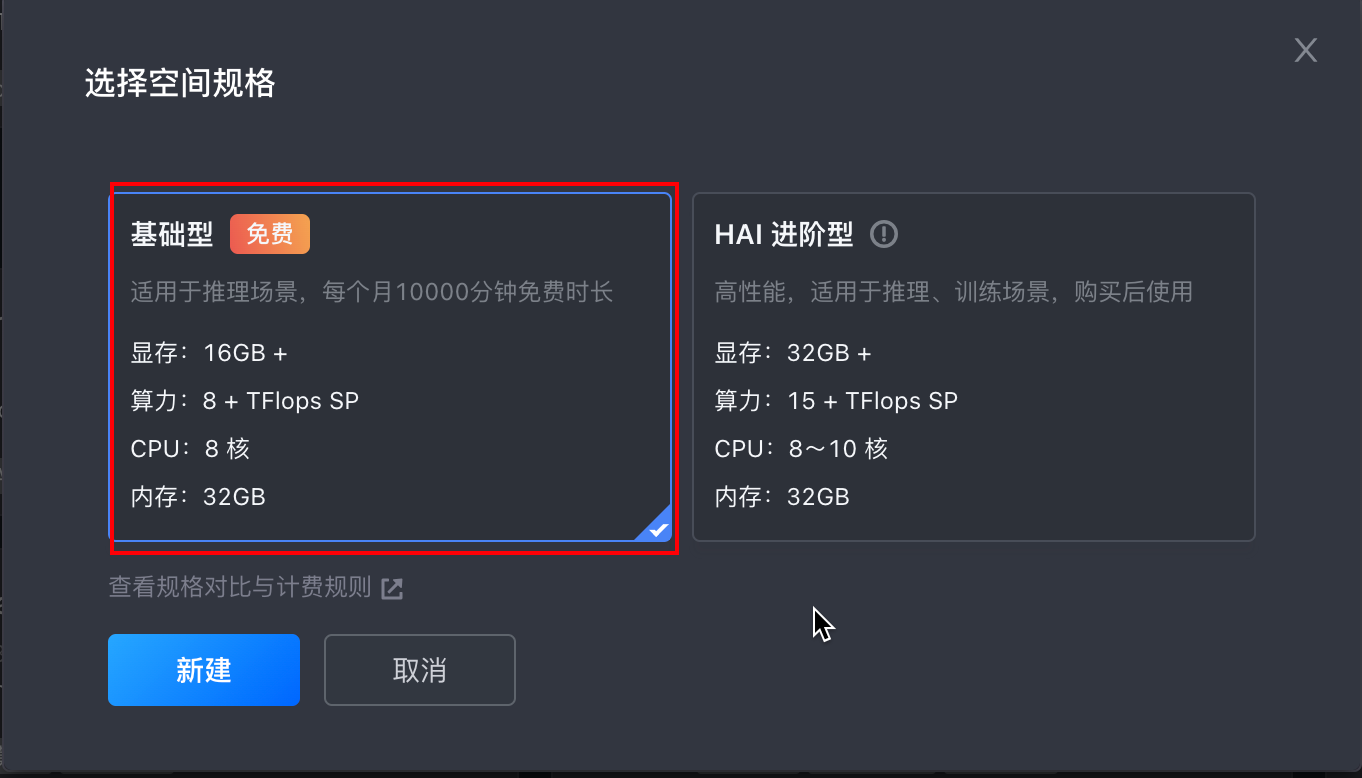 选择空间规格
基础型 免费
适用于推理场景，每个月10000分钟免费时长
显存：16GB +
算力：8 + TFlops SP
CPU：8 核
内存：32GB
HAI 进阶型
高性能，适用于推理、训练场景，购买后使用
显存：32GB +
算力：15 + TFlops SP
CPU：8～10 核
内存：32GB
查看规格对比与计费规则
新建
取消